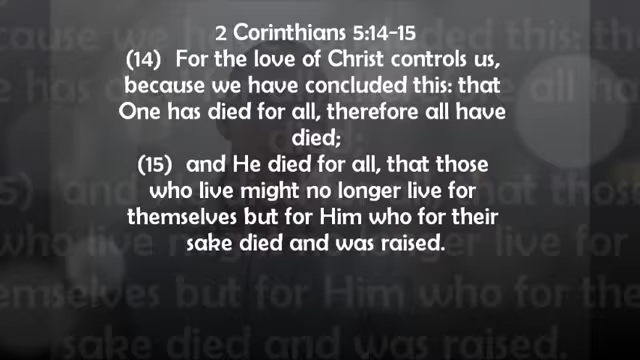 2 Corinthians 5:14-15
(14) For the love of Christ controls us,
because we have concluded this: that
One has died for all, therefore all have
died;
(15) and He died for all, that those
who live might no longer live for
themselves but for Him who for their
sake died and was raised.